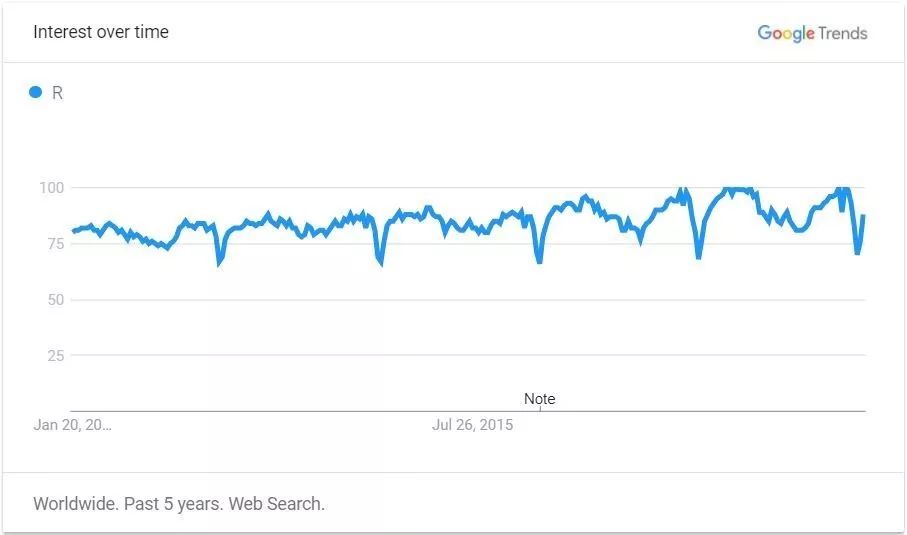 Interest over time
Google Trends
R
100
75
50
25
Note
Jan 20, 20...
Jul 26, 2015
Worldwide. Past 5 years. Web Search.